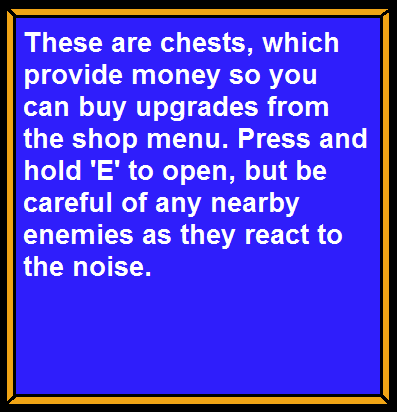 These are chests, which
provide money so you
can buy upgrades from
the shop menu. Press and
hold 'E' to open, but be
careful of any nearby
enemies as they react to
the noise.